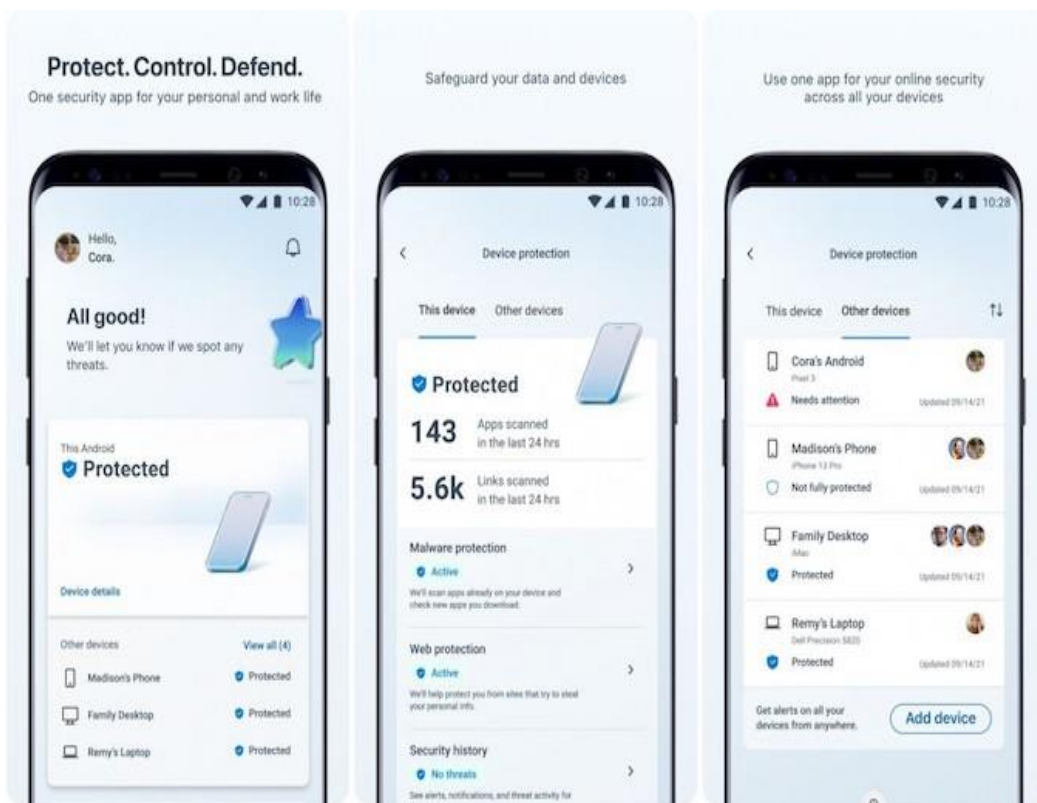 Protect. Control. Defend.
One security app for your personal and work life
10:28
Hello,
Cora.
All good!
We'll let you know if we spot any
threats.
This Android
Protected
Device details
Other devices View all (4)
Madison's Phone Protected
Family Desktop Protected
Remy's Laptop Protected
Safeguard your data and devices
10:28
Device protection
This device Other devices
Protected
143 Apps scanned
in the last 24 hrs
5.6k Links scanned
in the last 24 hrs
Malware protection
Active
We'll scan apps already on your device and
check new apps you download.
Web protection
Active
We'll help protect you from sites that try to steal
your personal info.
Security history
No threats
See alerts, notifications, and threat activity for
Use one app for your online security
across all your devices
10:28
Device protection
This device Other devices
Cora's Android
Pixel 3
Needs attention Updated 09/14/21
Madison's Phone
iPhone 13 Pro
Not fully protected Updated 09/14/21
Family Desktop
iMac
Protected Updated 09/14/21
Remy's Laptop
Dell Precision 5820
Protected Updated 09/14/21
Get alerts on all your
devices from anywhere.
Add device